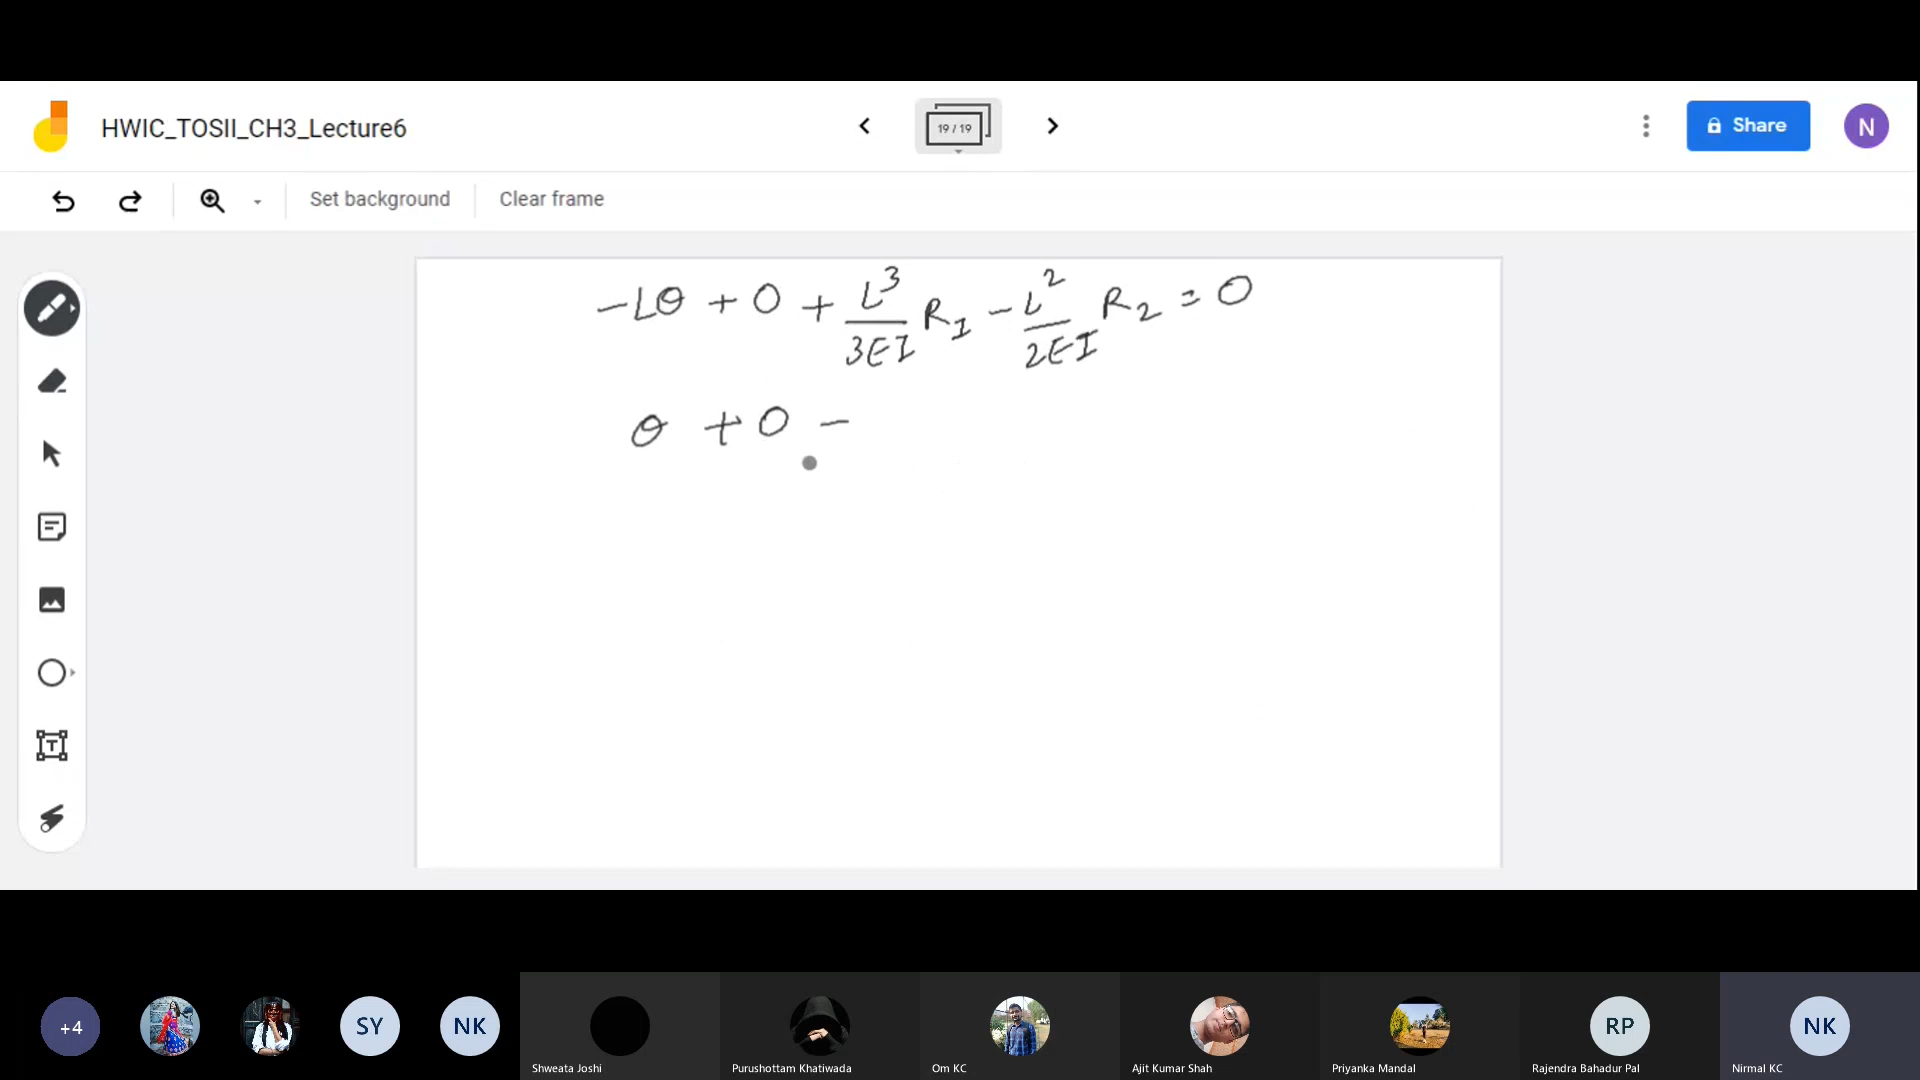 HWIC_TOSII_CH3_Lecture6
19 / 19
Share
N
Set background
Clear frame
-Lθ + 0 + L³/3EI R₁ - L²/2EI R₂ = 0
θ + 0 -
T
+4
SY
NK
RP
NK
Shweata Joshi
Purushottam Khatiwada
Om KC
Ajit Kumar Shah
Priyanka Mandal
Rajendra Bahadur Pal
Nirmal KC